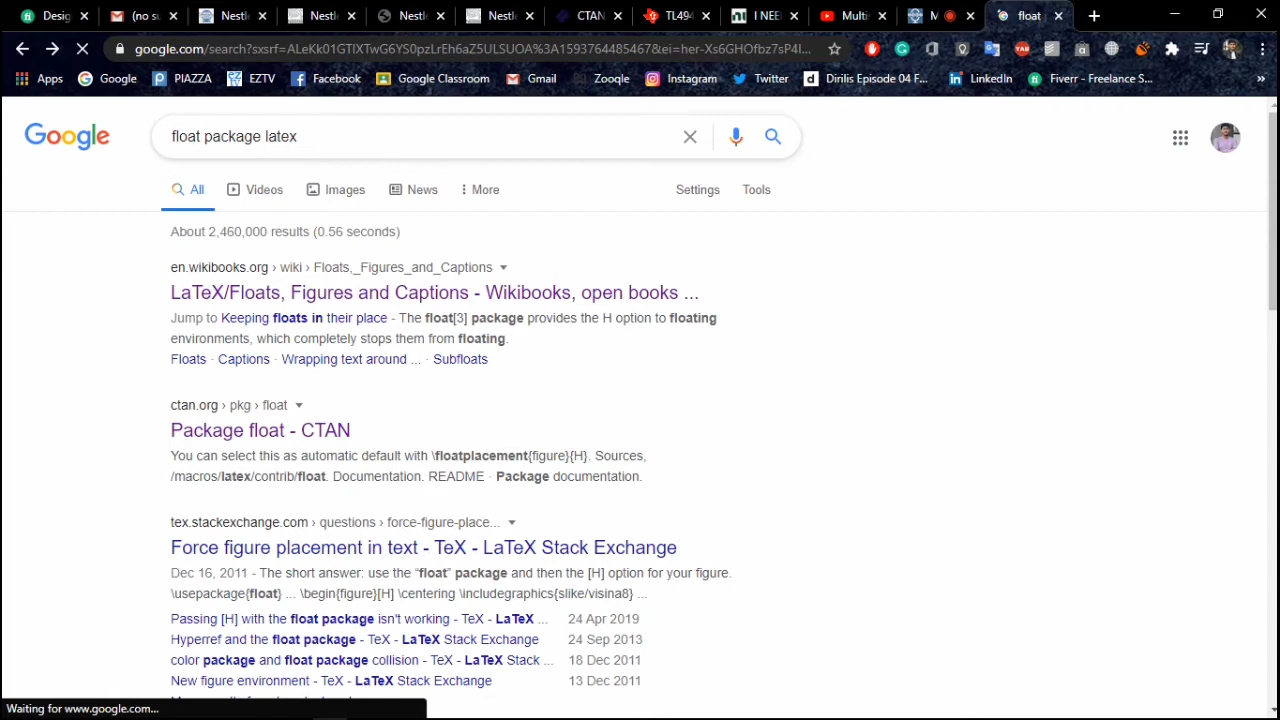 Desig
(no su
Nestle
Nestle
Nestle
Nestle
CTAN
TL494
I NEE
Multi
M
float
google.com/search?sxsrf=ALeKk01GTIXTwG6YS0pzLrEh6aZ5ULSUOA%3A1593764485467&ei=her-Xs6GHOfbz7sP4I...
Apps
Google
PIAZZA
EZTV
Facebook
Google Classroom
Gmail
Zooqle
Instagram
Twitter
Dirilis Episode 04 F...
LinkedIn
Fiverr - Freelance S...
»
Google
float package latex
All
Videos
Images
News
More
Settings
Tools
About 2,460,000 results (0.56 seconds)
en.wikibooks.org › wiki › Floats,_Figures_and_Captions
LaTeX/Floats, Figures and Captions - Wikibooks, open books ...
Jump to Keeping floats in their place - The float[3] package provides the H option to floating
environments, which completely stops them from floating.
Floats · Captions · Wrapping text around ... · Subfloats
ctan.org › pkg › float
Package float - CTAN
You can select this as automatic default with \floatplacement{figure}{H}. Sources,
/macros/latex/contrib/float. Documentation. README · Package documentation.
tex.stackexchange.com › questions › force-figure-place...
Force figure placement in text - TeX - LaTeX Stack Exchange
Dec 16, 2011 - The short answer: use the “float” package and then the [H] option for your figure.
\usepackage{float} ... \begin{figure}[H] \centering \includegraphics{slike/visina8} ...
Passing [H] with the float package isn't working - TeX - LaTeX ... 24 Apr 2019
Hyperref and the float package - TeX - LaTeX Stack Exchange 24 Sep 2013
color package and float package collision - TeX - LaTeX Stack ... 18 Dec 2011
New figure environment - TeX - LaTeX Stack Exchange 13 Dec 2011
Waiting for www.google.com...